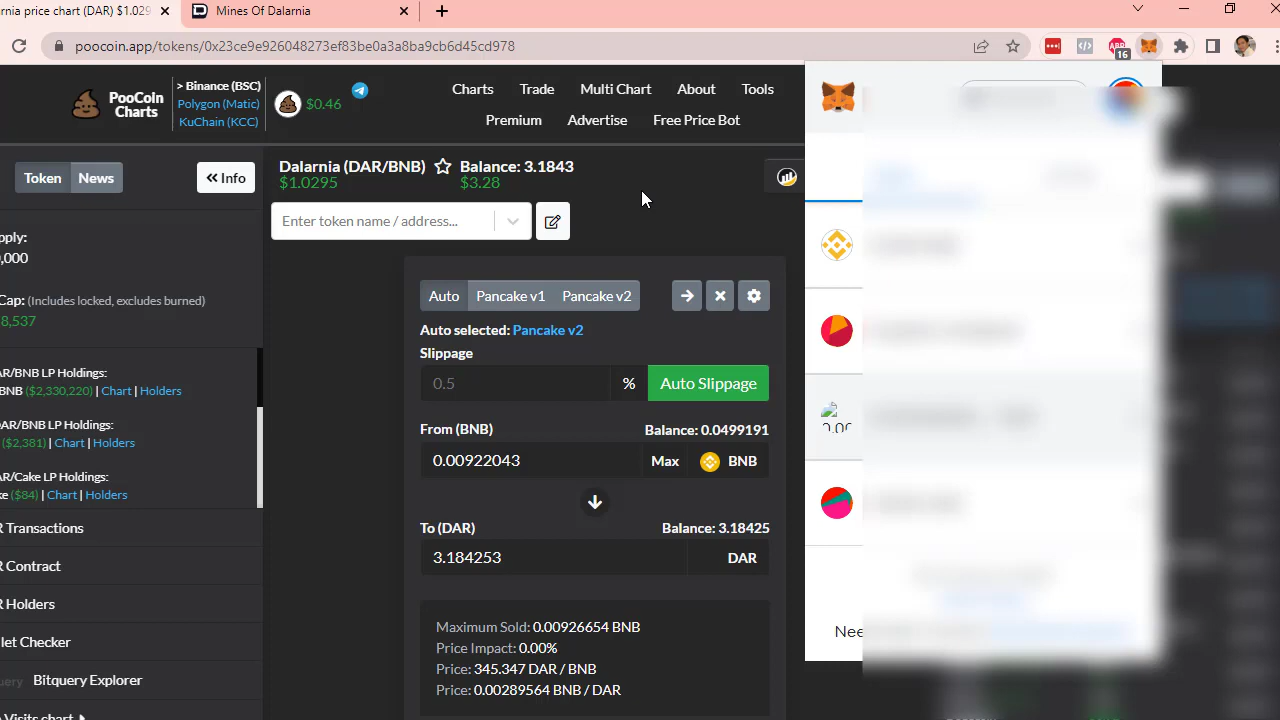 rnia price chart (DAR) $1.029
Mines Of Dalarnia
poocoin.app/tokens/0x23ce9e926048273ef83be0a3a8ba9cb6d45cd978
16
PooCoin
Charts
> Binance (BSC)
Polygon (Matic)
KuChain (KCC)
$0.46
Charts
Trade
Multi Chart
About
Tools
Premium
Advertise
Free Price Bot
Token
News
Info
Dalarnia (DAR/BNB)
$1.0295
Balance: 3.1843
$3.28
Enter token name / address...
pply:
0,000
Cap: (Includes locked, excludes burned)
8,537
AR/BNB LP Holdings:
BNB ($2,330,220) | Chart | Holders
AR/BNB LP Holdings:
($2,381) | Chart | Holders
AR/Cake LP Holdings:
ke ($84) | Chart | Holders
R Transactions
R Contract
R Holders
let Checker
query Bitquery Explorer
Visits chart
Auto
Pancake v1
Pancake v2
Auto selected: Pancake v2
Slippage
0.5
%
Auto Slippage
From (BNB)
Balance: 0.0499191
0.00922043
Max
BNB
To (DAR)
Balance: 3.18425
3.184253
DAR
Maximum Sold: 0.00926654 BNB
Price Impact: 0.00%
Price: 345.347 DAR / BNB
Price: 0.00289564 BNB / DAR
Nee